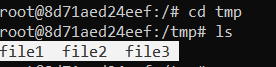 root@8d71aed24eef:/# cd tmp
root@8d71aed24eef:/tmp# ls
file1  file2  file3